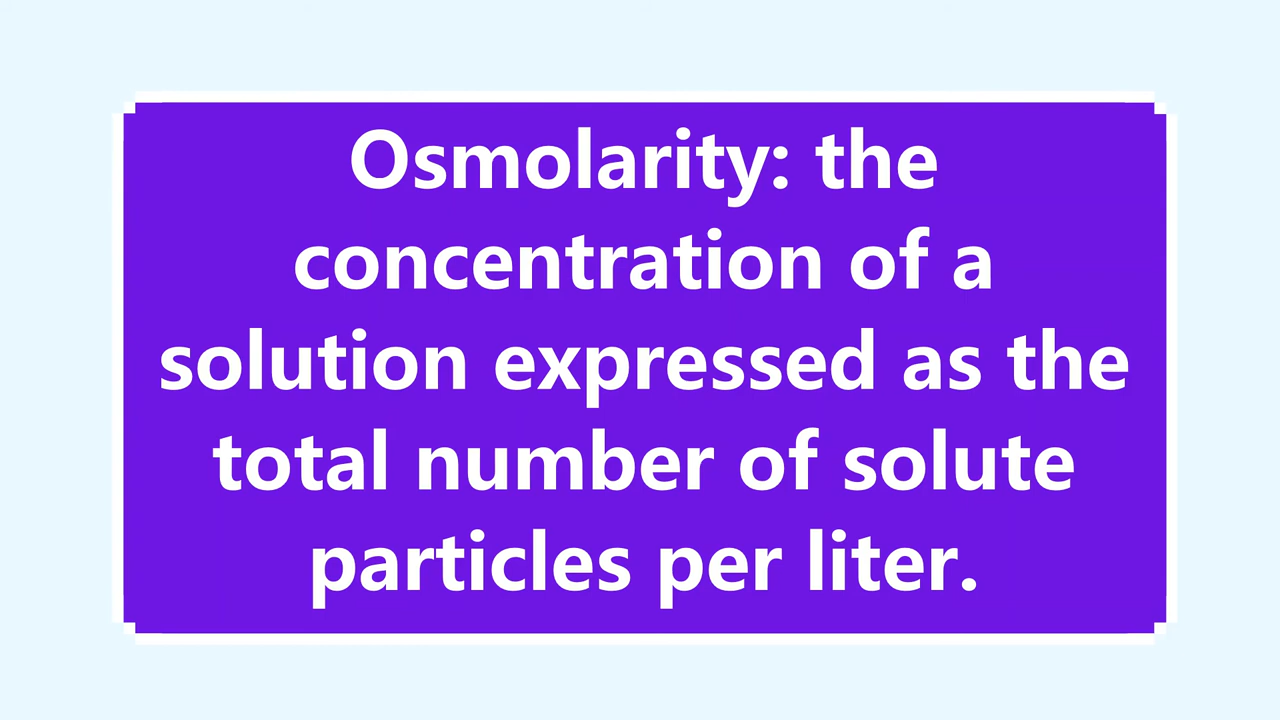 Osmolarity: the
concentration of a
solution expressed as the
total number of solute
particles per liter.